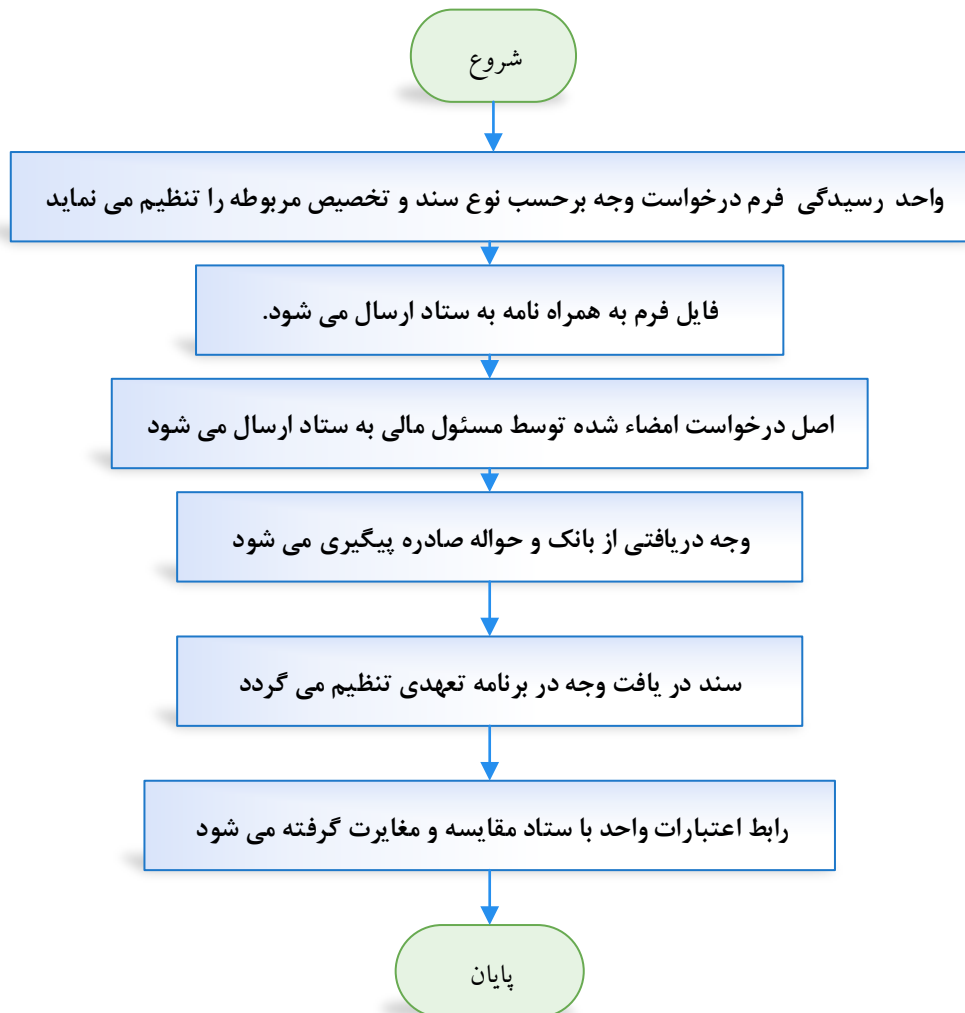 شروع
واحد رسیدگی فرم درخواست وجه برحسب نوع سند و تخصیص مربوطه را تنظیم می نماید
فایل فرم به همراه نامه به ستاد ارسال می شود.
اصل درخواست امضاء شده توسط مسئول مالی به ستاد ارسال می شود
وجه دریافتی از بانک و حواله صادره پیگیری می شود
سند در یافت وجه در برنامه تعهدی تنظیم می گردد
رابط اعتبارات واحد با ستاد مقایسه و مغایرت گرفته می شود
پایان